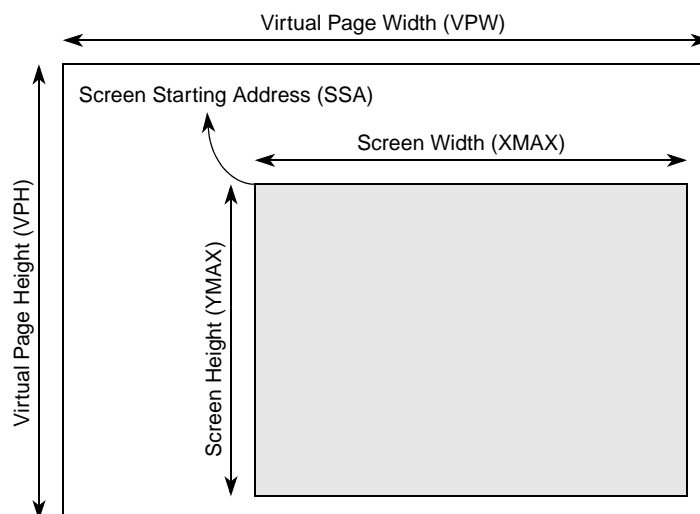 Virtual Page Width (VPW)
Screen Starting Address (SSA)
Screen Width (XMAX)
Virtual Page Height (VPH)
Screen Height (YMAX)